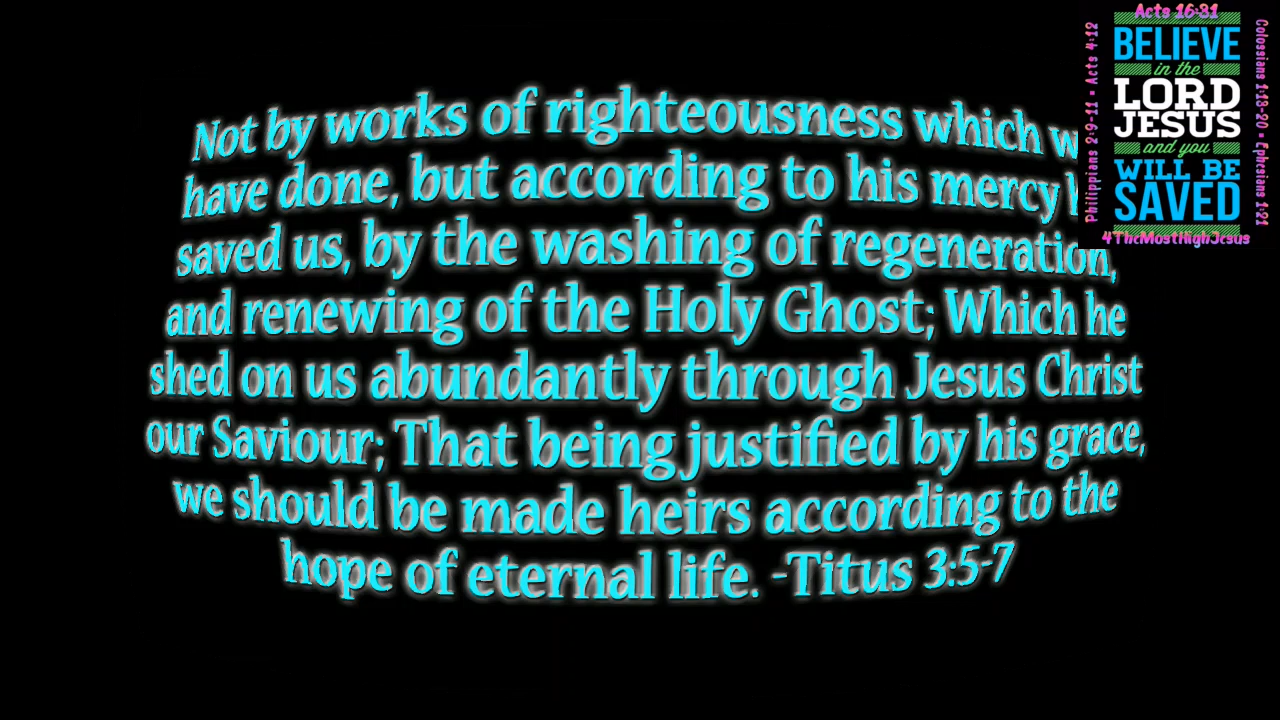 Not by works of righteousness which w
have done, but according to his mercy
saved us, by the washing of regeneration,
and renewing of the Holy Ghost; Which he
shed on us abundantly through Jesus Christ
our Saviour; That being justified by his grace,
we should be made heirs according to the
hope of eternal life. -Titus 3:5-7
Acts 16:31
BELIEVE
in the
LORD
JESUS
and you
WILL BE
SAVED
4TheMostHighJesus
Philippians 2:9-11 = Acts 4:12
Colossians 1:13-20 = Ephesians 1:21